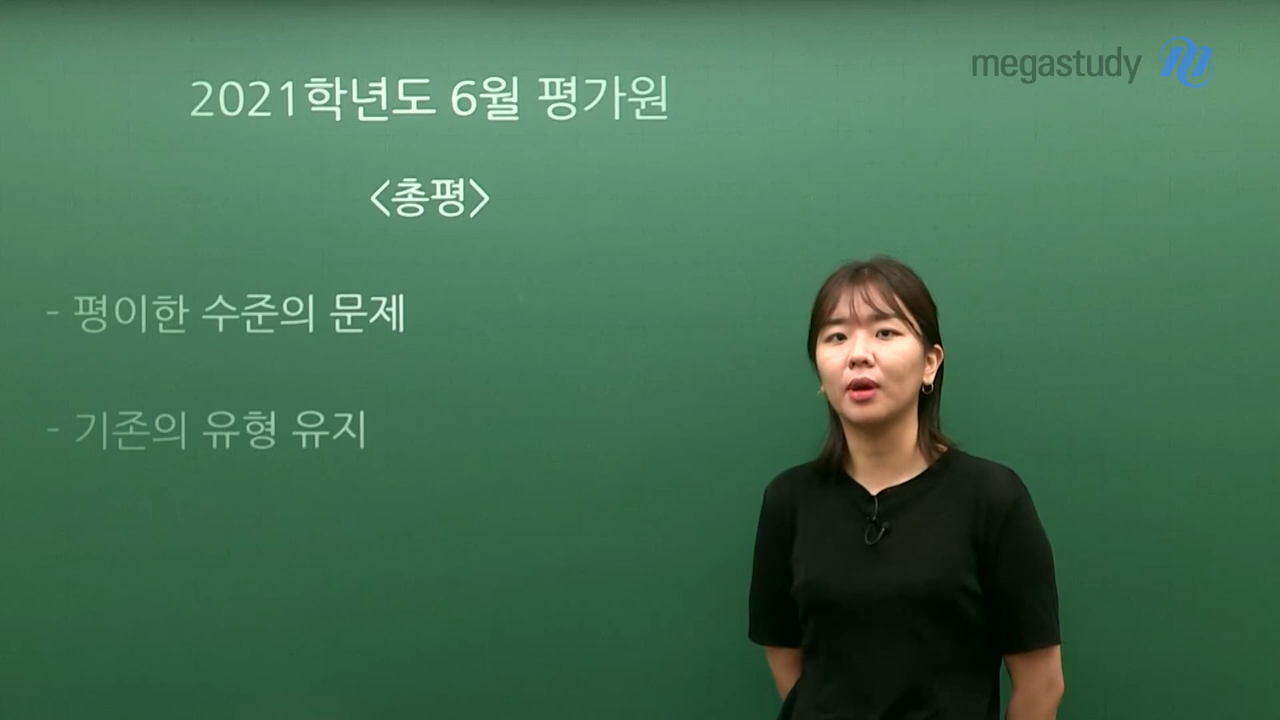 megastudy
2021학년도 6월 평가원
<총평>
- 평이한 수준의 문제
- 기존의 유형 유지